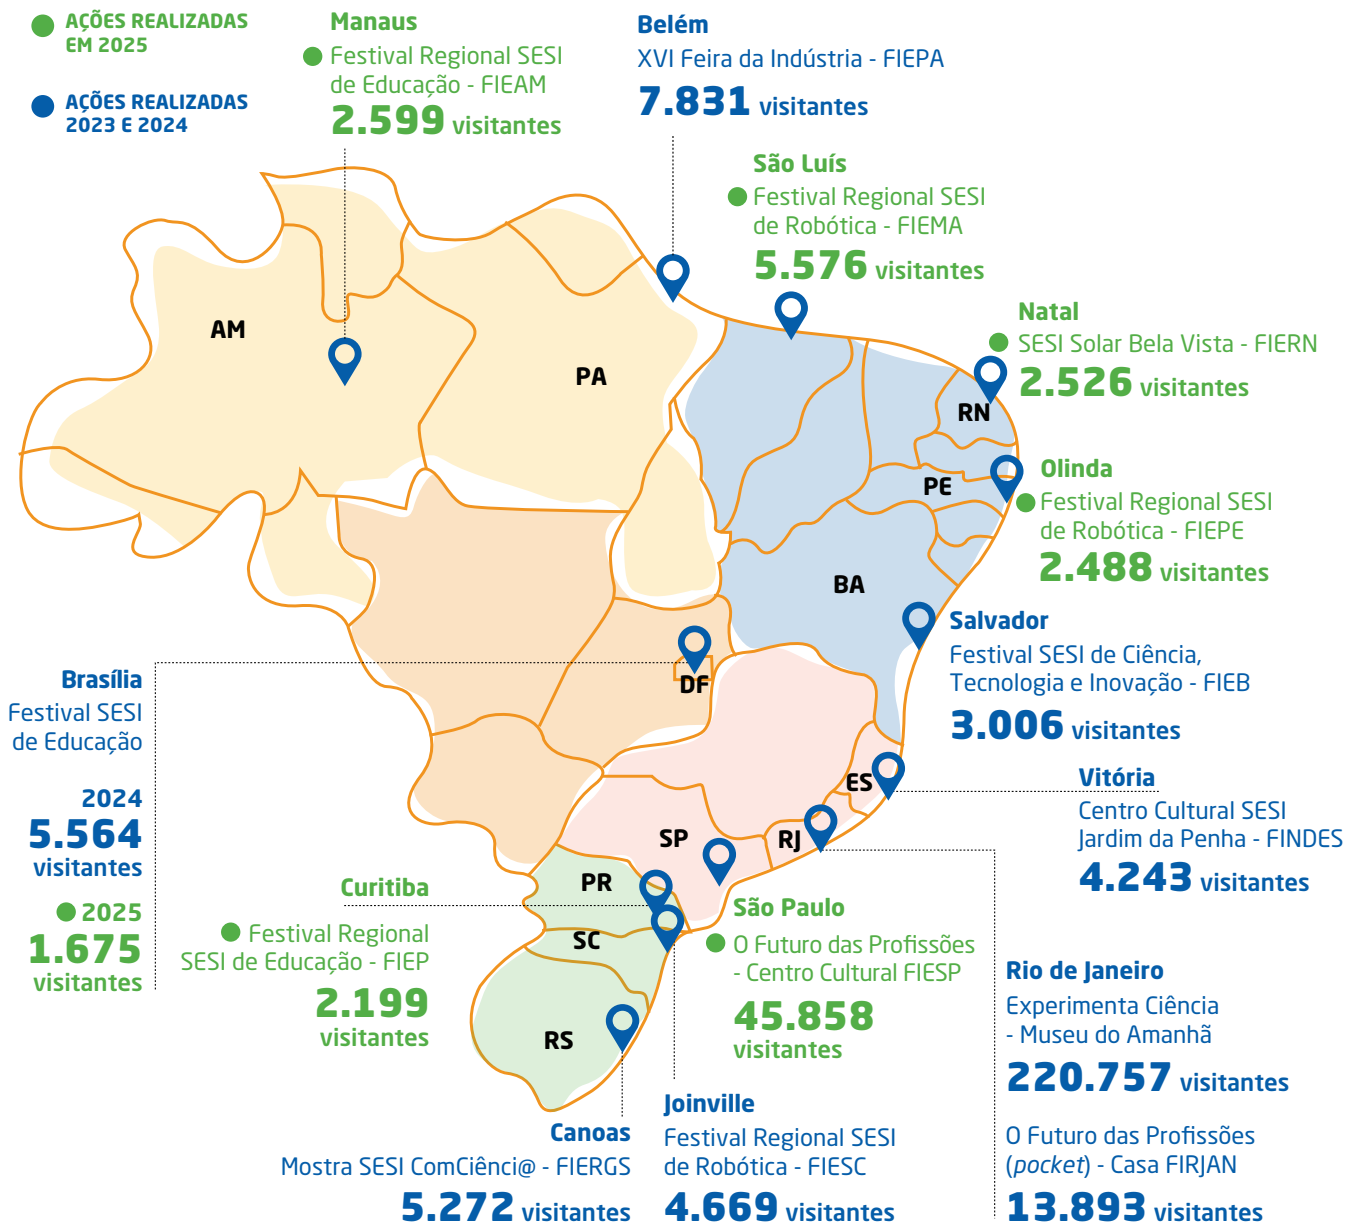 AÇÕES REALIZADAS
EM 2025
AÇÕES REALIZADAS
2023 E 2024
Manaus
Festival Regional SESI
de Educação - FIEAM
2.599 visitantes
Belém
XVI Feira da Indústria - FIEPA
7.831 visitantes
São Luís
Festival Regional SESI
de Robótica - FIEMA
5.576 visitantes
Natal
SESI Solar Bela Vista - FIERN
2.526 visitantes
Olinda
Festival Regional SESI
de Robótica - FIEPE
2.488 visitantes
Salvador
Festival SESI de Ciência,
Tecnologia e Inovação - FIEB
3.006 visitantes
Vitória
Centro Cultural SESI
Jardim da Penha - FINDES
4.243 visitantes
AM
PA
RN
PE
BA
DF
ES
SP
RJ
PR
SC
RS
Brasília
Festival SESI
de Educação
2024
5.564
visitantes
2025
1.675
visitantes
Curitiba
Festival Regional
SESI de Educação - FIEP
2.199
visitantes
São Paulo
O Futuro das Profissões
- Centro Cultural FIESP
45.858
visitantes
Rio de Janeiro
Experimenta Ciência
- Museu do Amanhã
220.757 visitantes
O Futuro das Profissões
(pocket) - Casa FIRJAN
13.893 visitantes
Canoas
Mostra SESI ComCiênci@ - FIERGS
5.272 visitantes
Joinville
Festival Regional SESI
de Robótica - FIESC
4.669 visitantes